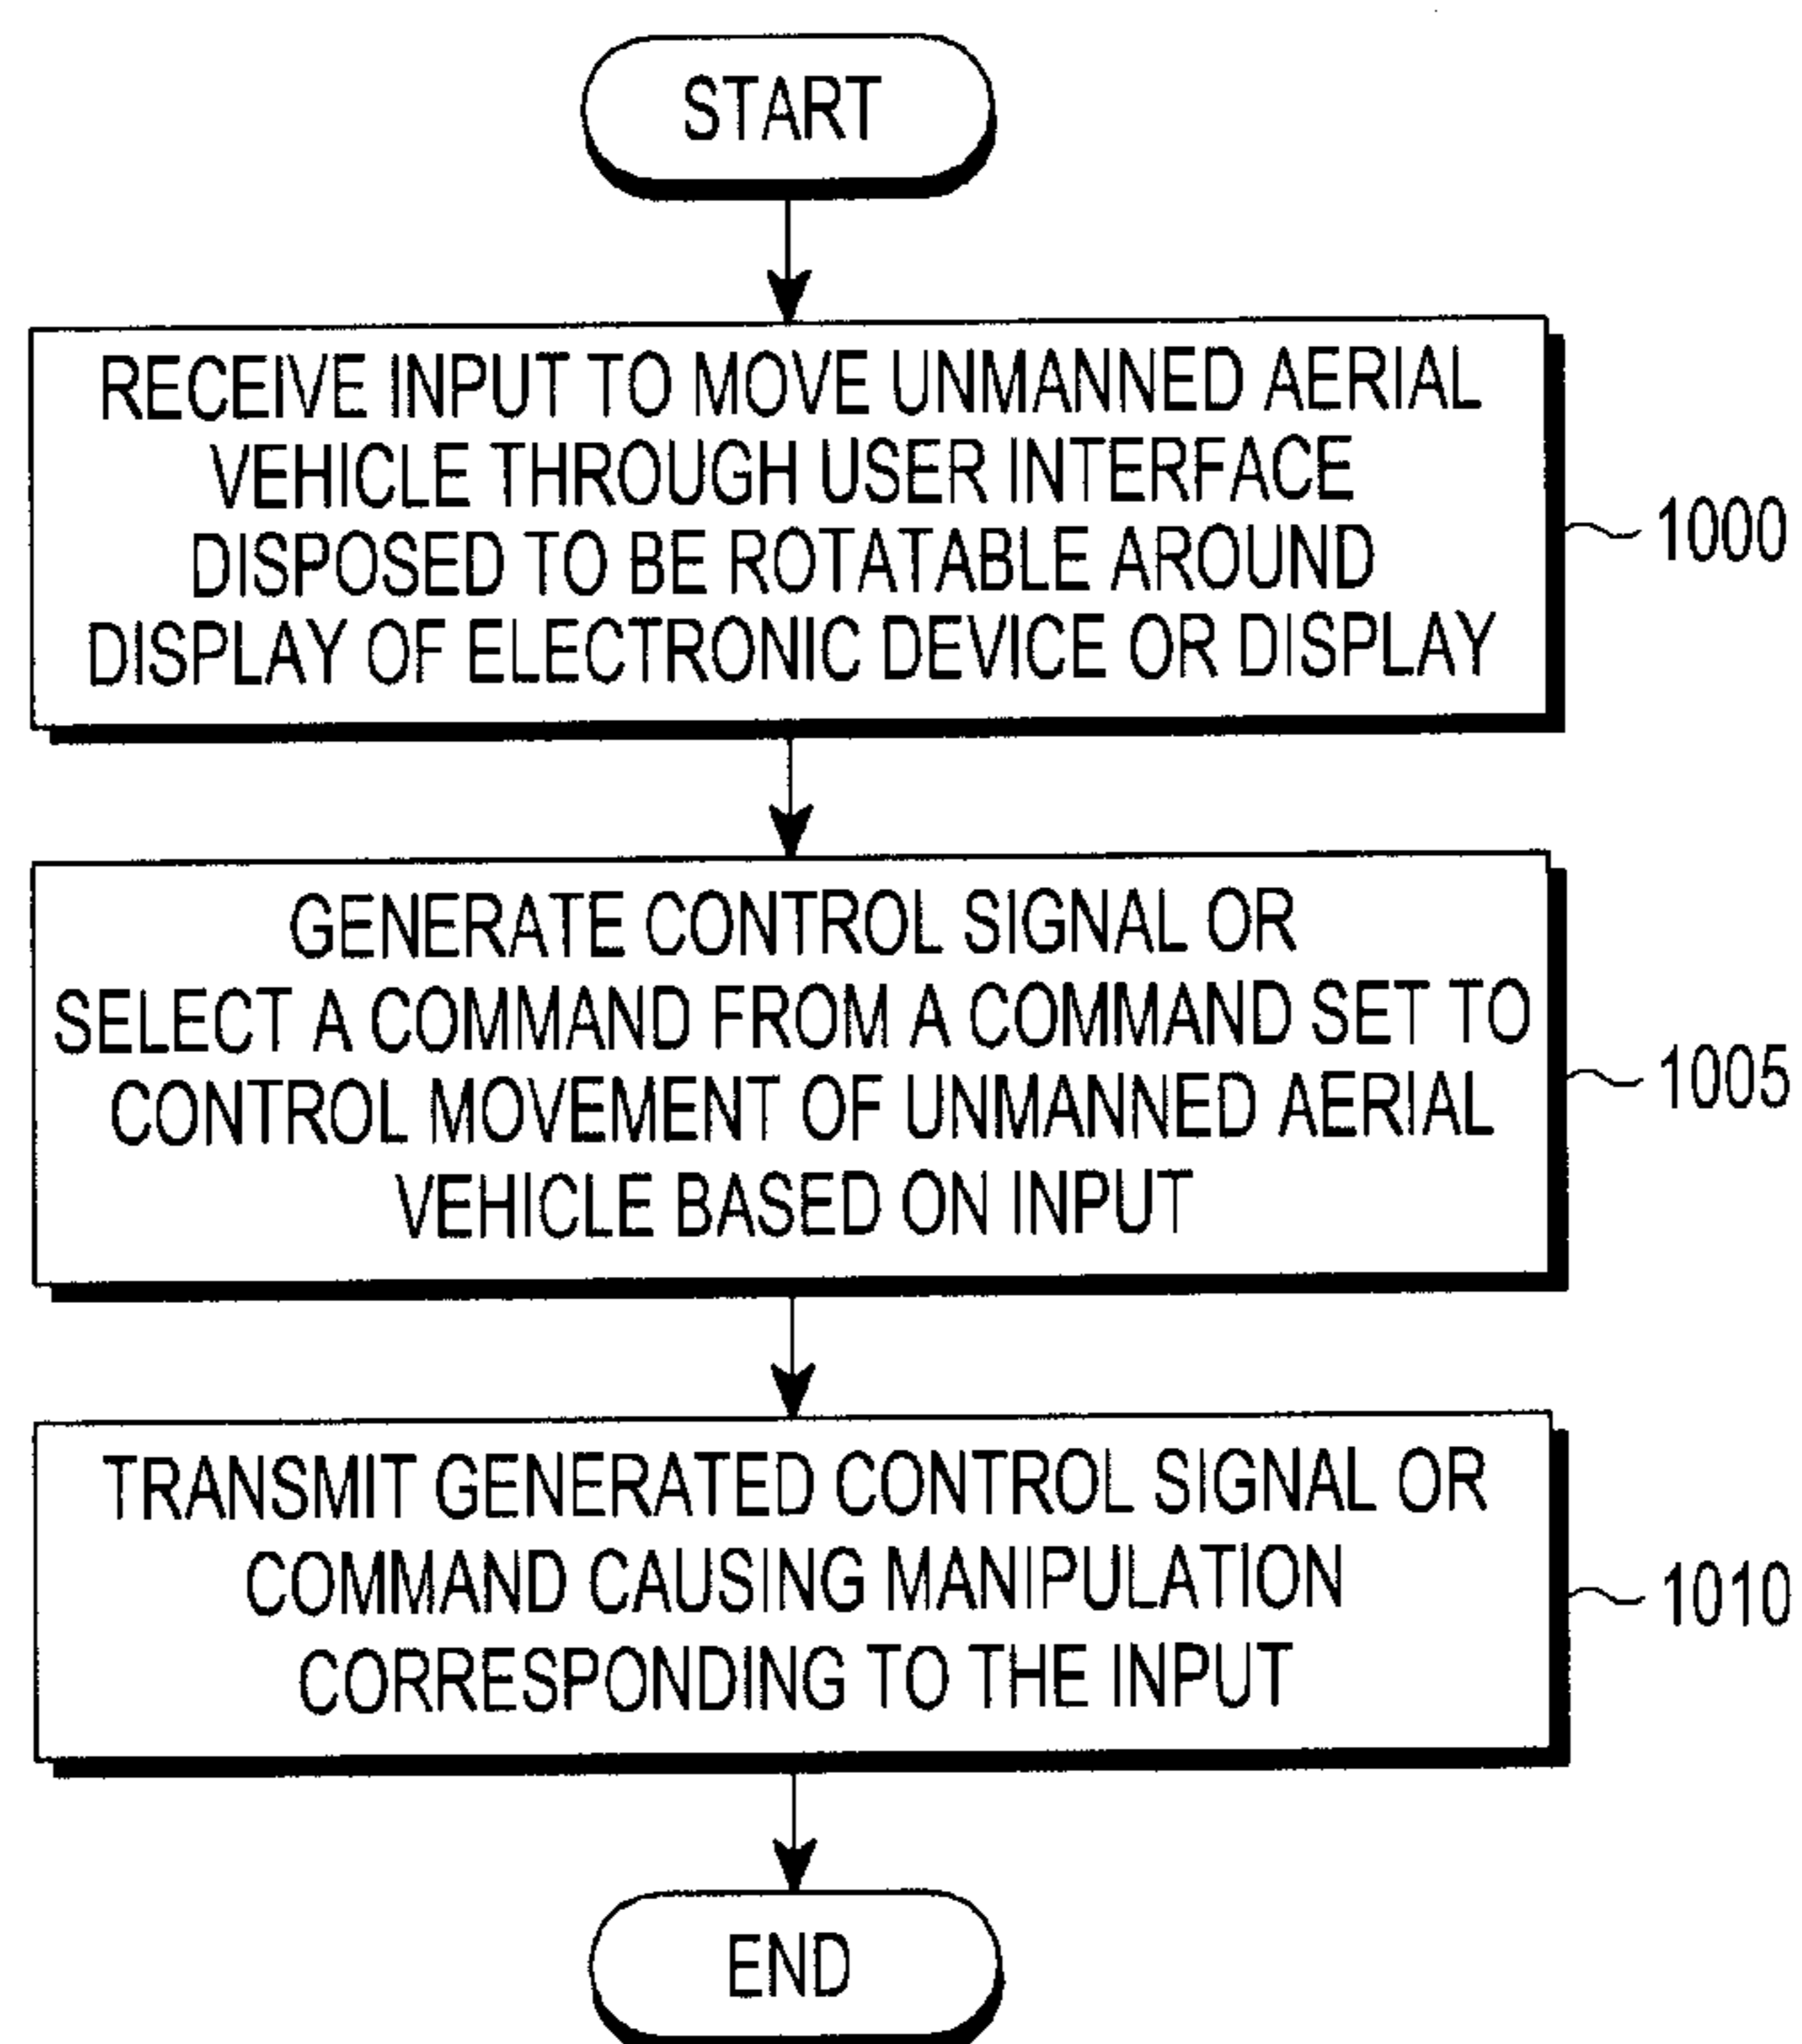 START
RECEIVE INPUT TO MOVE UNMANNED AERIAL
VEHICLE THROUGH USER INTERFACE
DISPOSED TO BE ROTATABLE AROUND
DISPLAY OF ELECTRONIC DEVICE OR DISPLAY
1000
GENERATE CONTROL SIGNAL OR
SELECT A COMMAND FROM A COMMAND SET TO
CONTROL MOVEMENT OF UNMANNED AERIAL
VEHICLE BASED ON INPUT
1005
TRANSMIT GENERATED CONTROL SIGNAL OR
COMMAND CAUSING MANIPULATION
CORRESPONDING TO THE INPUT
1010
END